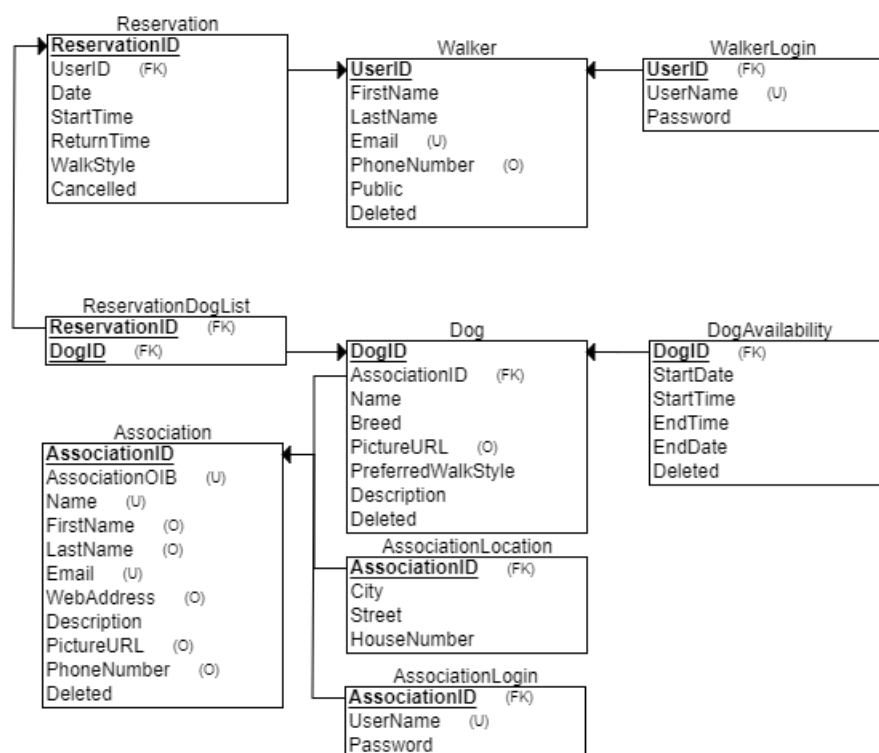 Reservation
ReservationID
UserID (FK)
Date
StartTime
ReturnTime
WalkStyle
Cancelled
Walker
UserID
FirstName
LastName
Email (U)
PhoneNumber (O)
Public
Deleted
WalkerLogin
UserID (FK)
UserName (U)
Password
ReservationDogList
ReservationID (FK)
DogID (FK)
Dog
DogID
AssociationID (FK)
Name
Breed
PictureURL (O)
PreferredWalkStyle
Description
Deleted
DogAvailability
DogID (FK)
StartDate
StartTime
EndTime
EndDate
Deleted
Association
AssociationID
AssociationOIB (U)
Name (U)
FirstName (O)
LastName (O)
Email (U)
WebAddress (O)
Description
PictureURL (O)
PhoneNumber (O)
Deleted
AssociationLocation
AssociationID (FK)
City
Street
HouseNumber
AssociationLogin
AssociationID (FK)
UserName (U)
Password